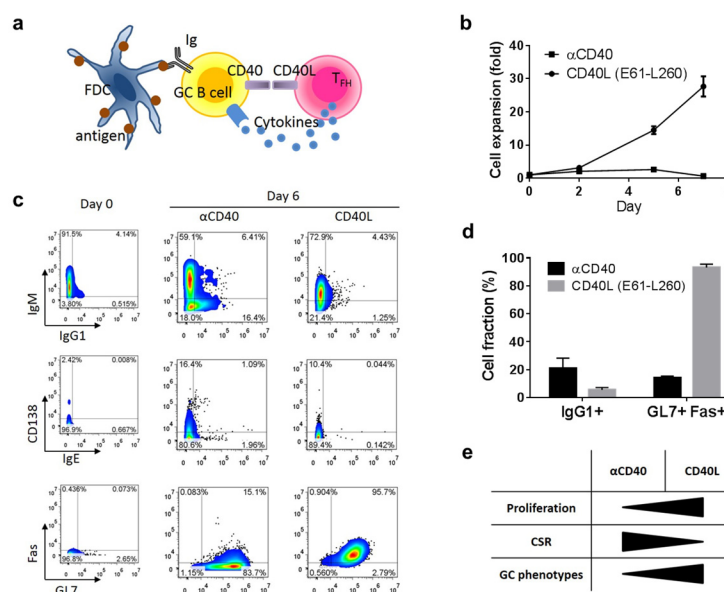 a
Ig
CD40 CD40L
FDC
GC B cell
TFH
antigen
Cytokines
b
αCD40
CD40L (E61-L260)
Cell expansion (fold)
40
30
20
10
0
0 2 4 6
Day
c
Day 0
Day 6
αCD40 CD40L
91.5% 4.14%
3.80% 0.515%
59.1% 6.41%
18.0% 16.4%
72.9% 4.43%
21.4% 1.25%
IgM
IgG1
2.42% 0.008%
96.9% 0.667%
16.4% 1.09%
80.6% 1.96%
10.4% 0.044%
89.4% 0.142%
CD138
IgE
0.436% 0.073%
96.8% 2.65%
0.083% 15.1%
1.15% 83.7%
0.904% 95.7%
0.560% 2.79%
Fas
GL7
d
αCD40
CD40L (E61-L260)
Cell fraction (%)
100
80
60
40
20
0
IgG1+ GL7+ Fas+
e
αCD40 CD40L
Proliferation
CSR
GC phenotypes